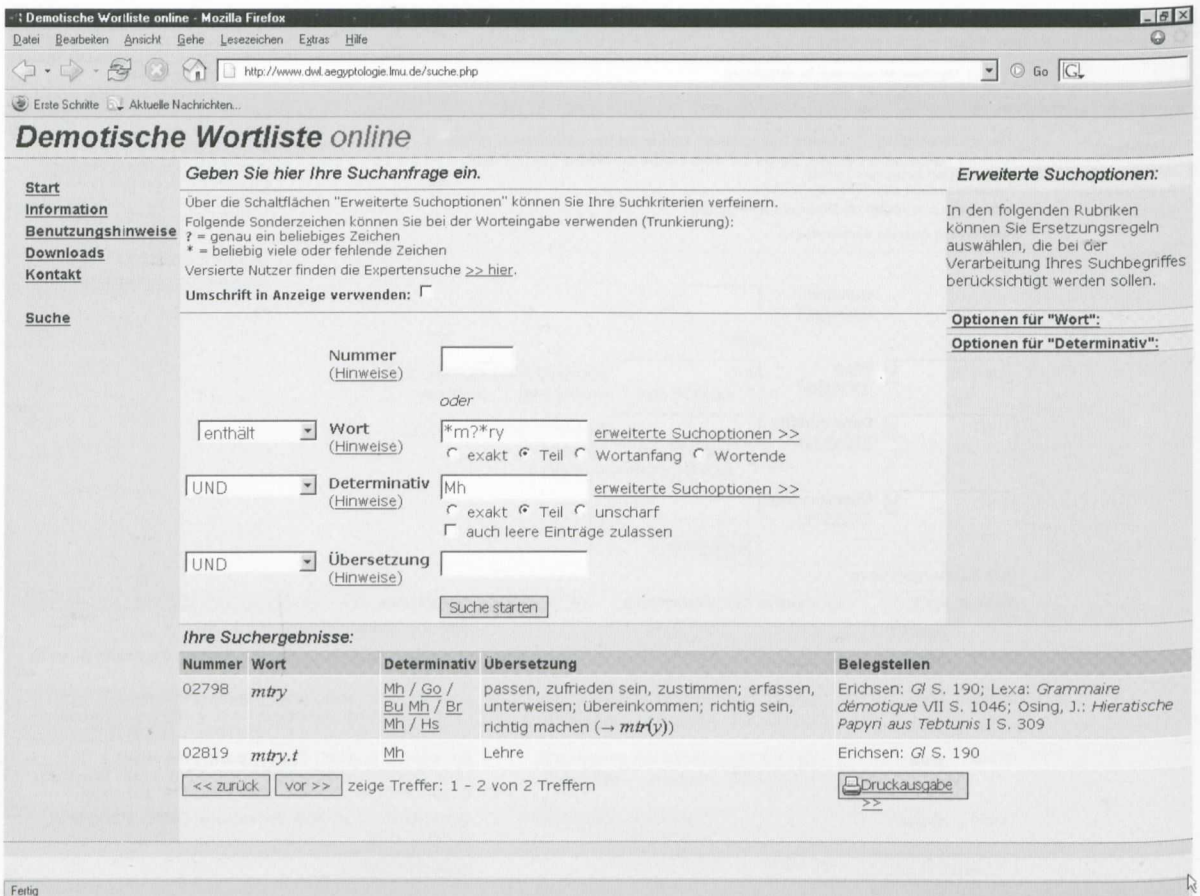 Demotische Wortliste online - Mozilla Firefox
Datei Bearbeiten Ansicht Gehe Lesezeichen Extras Hilfe
http://www.dwl.aegyptologie.lmu.de/suche.php
Go
Erste Schritte Aktuelle Nachrichten...
Demotische Wortliste online
Start
Information
Benutzungshinweise
Downloads
Kontakt
Suche
Geben Sie hier Ihre Suchanfrage ein.
Über die Schaltflächen "Erweiterte Suchoptionen" können Sie Ihre Suchkriterien verfeinern.
Folgende Sonderzeichen können Sie bei der Worteingabe verwenden (Trunkierung):
? = genau ein beliebiges Zeichen
* = beliebig viele oder fehlende Zeichen
Versierte Nutzer finden die Expertensuche >> hier.
Umschrift in Anzeige verwenden:
Nummer
(Hinweise)
oder
enthält Wort *m?*ry erweiterte Suchoptionen >>
(Hinweise)
exakt Teil Wortanfang Wortende
UND Determinativ Mh erweiterte Suchoptionen >>
(Hinweise)
exakt Teil unscharf
auch leere Einträge zulassen
UND Übersetzung
(Hinweise)
Suche starten
Erweiterte Suchoptionen:
In den folgenden Rubriken
können Sie Ersetzungsregeln
auswählen, die bei der
Verarbeitung Ihres Suchbegriffes
berücksichtigt werden sollen.
Optionen für "Wort":
Optionen für "Determinativ":
Ihre Suchergebnisse:
Nummer Wort Determinativ Übersetzung Belegstellen
02798 mtry Mh / Go / passen, zufrieden sein, zustimmen; erfassen, Erichsen: Gl S. 190; Lexa: Grammaire
Bu Mh / Br unterweisen; übereinkommen; richtig sein, démotique VII S. 1046; Osing, J.: Hieratische
Mh / Hs richtig machen (→ mtr(y)) Papyri aus Tebtunis I S. 309
02819 mtry.t Mh Lehre Erichsen: Gl S. 190
<< zurück vor >> zeige Treffer: 1 - 2 von 2 Treffern Druckausgabe
>>
Fertig